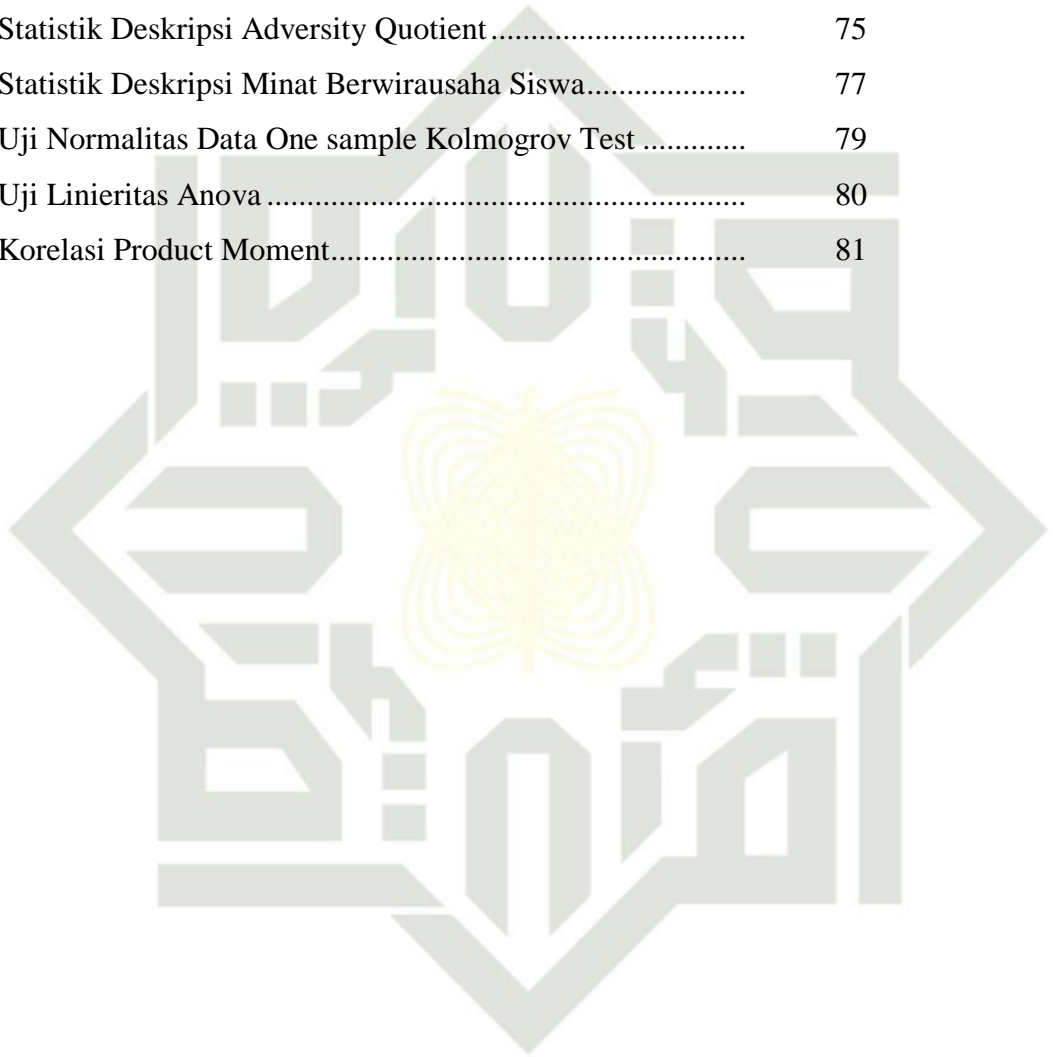 Statistik Deskripsi Adversity Quotient................................ 75
Statistik Deskripsi Minat Berwirausaha Siswa.................... 77
Uji Normalitas Data One sample Kolmogrov Test ............. 79
Uji Linieritas Anova ............................................................ 80
Korelasi Product Moment.................................................... 81